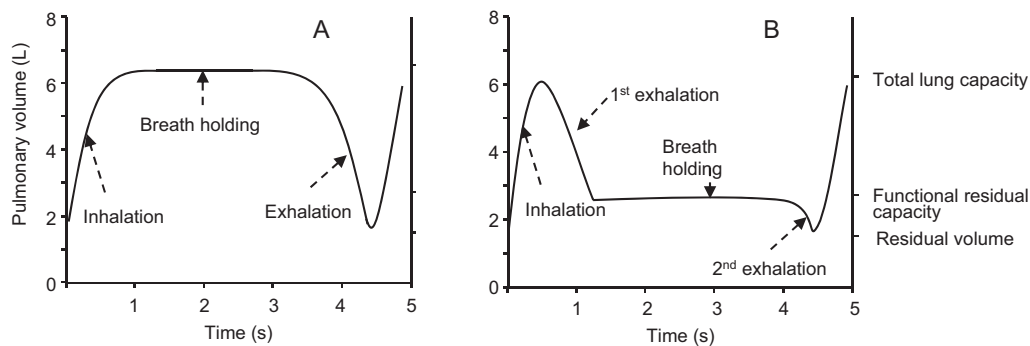 A
8
6
4
2
0
Pulmonary volume (L)
Breath holding
Inhalation
Exhalation
1
2
3
4
5
Time (s)
B
8
6
4
2
0
1st exhalation
Breath
holding
Inhalation
2nd exhalation
1
2
3
4
5
Time (s)
Total lung capacity
Functional residual
capacity
Residual volume